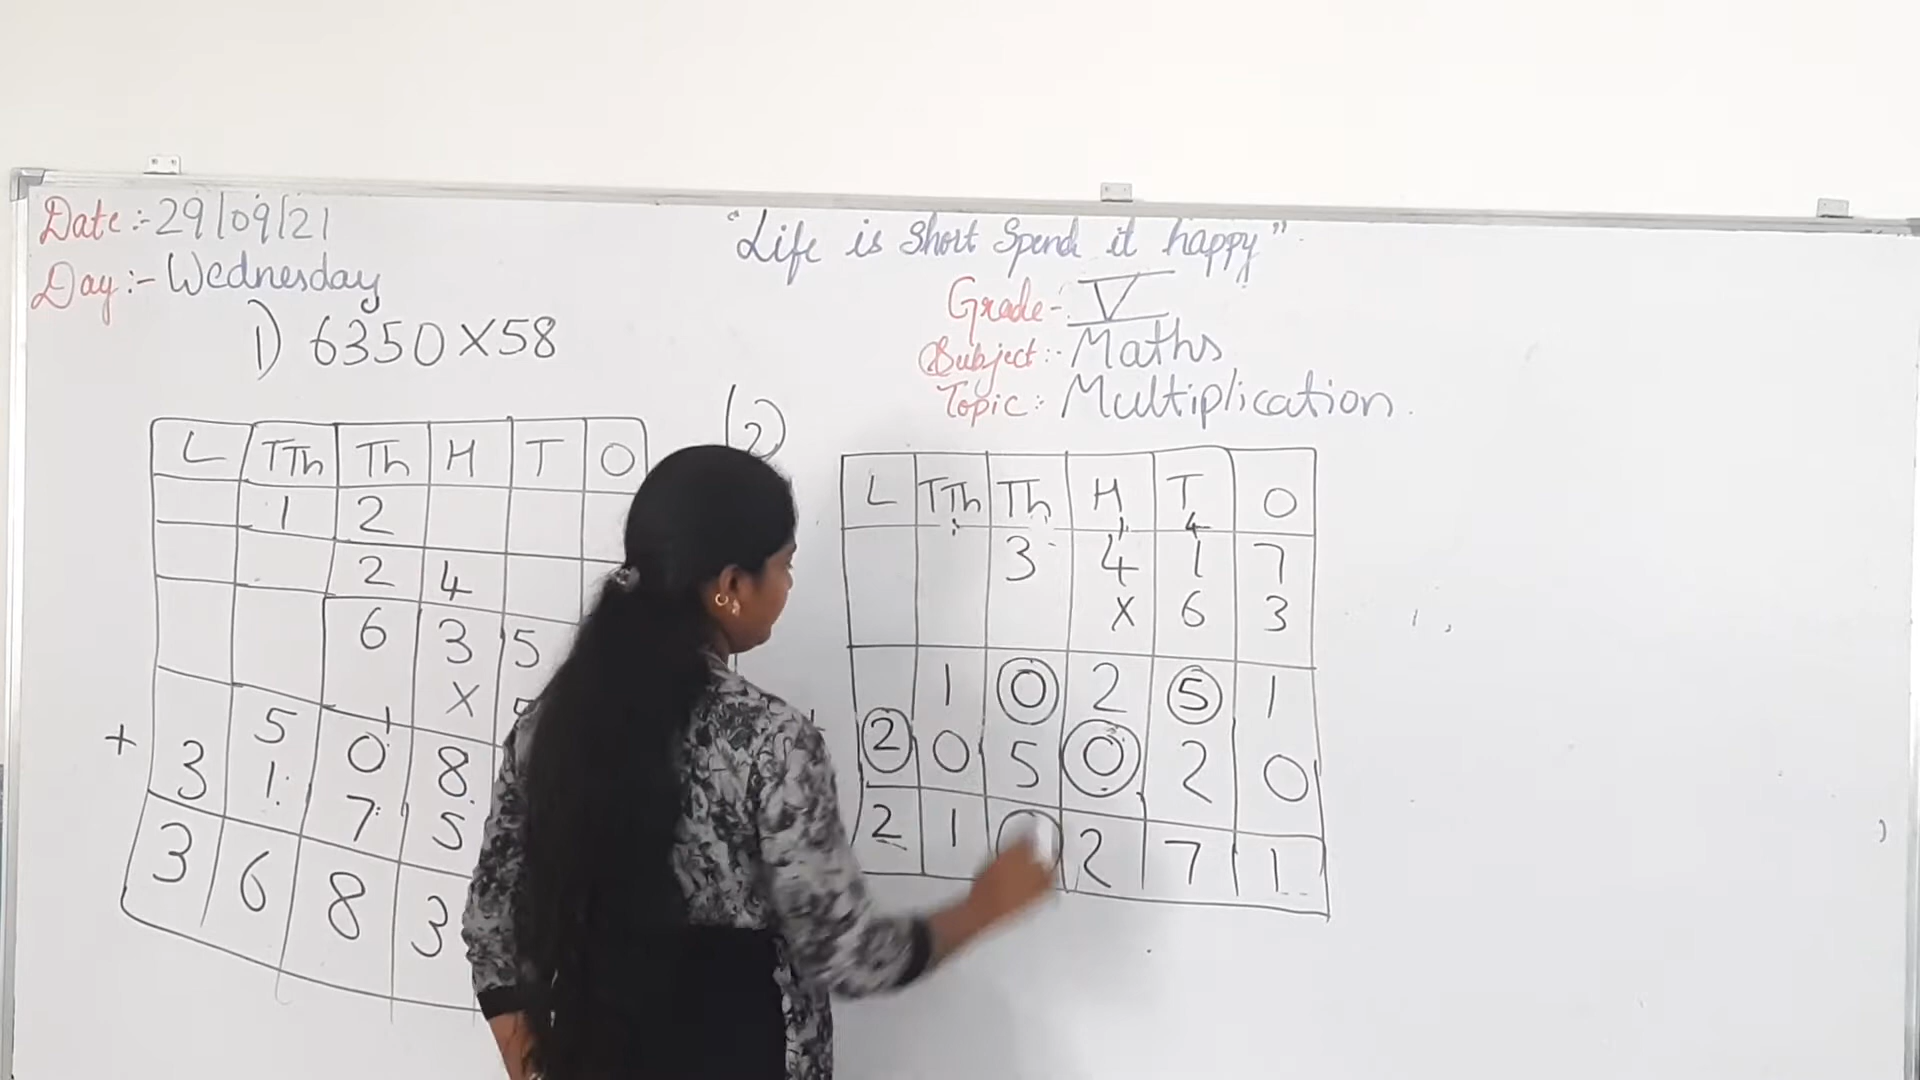 Date:- 29/09/21
Day:- Wednesday
"Life is Short Spend it happy"
Grade:- V
Subject:- Maths
Topic:- Multiplication.
1) 6350 X 58
L TTh Th H T O
1 2
2 4
6 3 5
X
5 0 8
+ 3 1 7 5
3 6 8 3
(2)
L TTh Th H T O
1 4
3 4 1 7
X 6 3
1 0 2 5 1
2 0 5 0 2 0
2 1 2 7 1